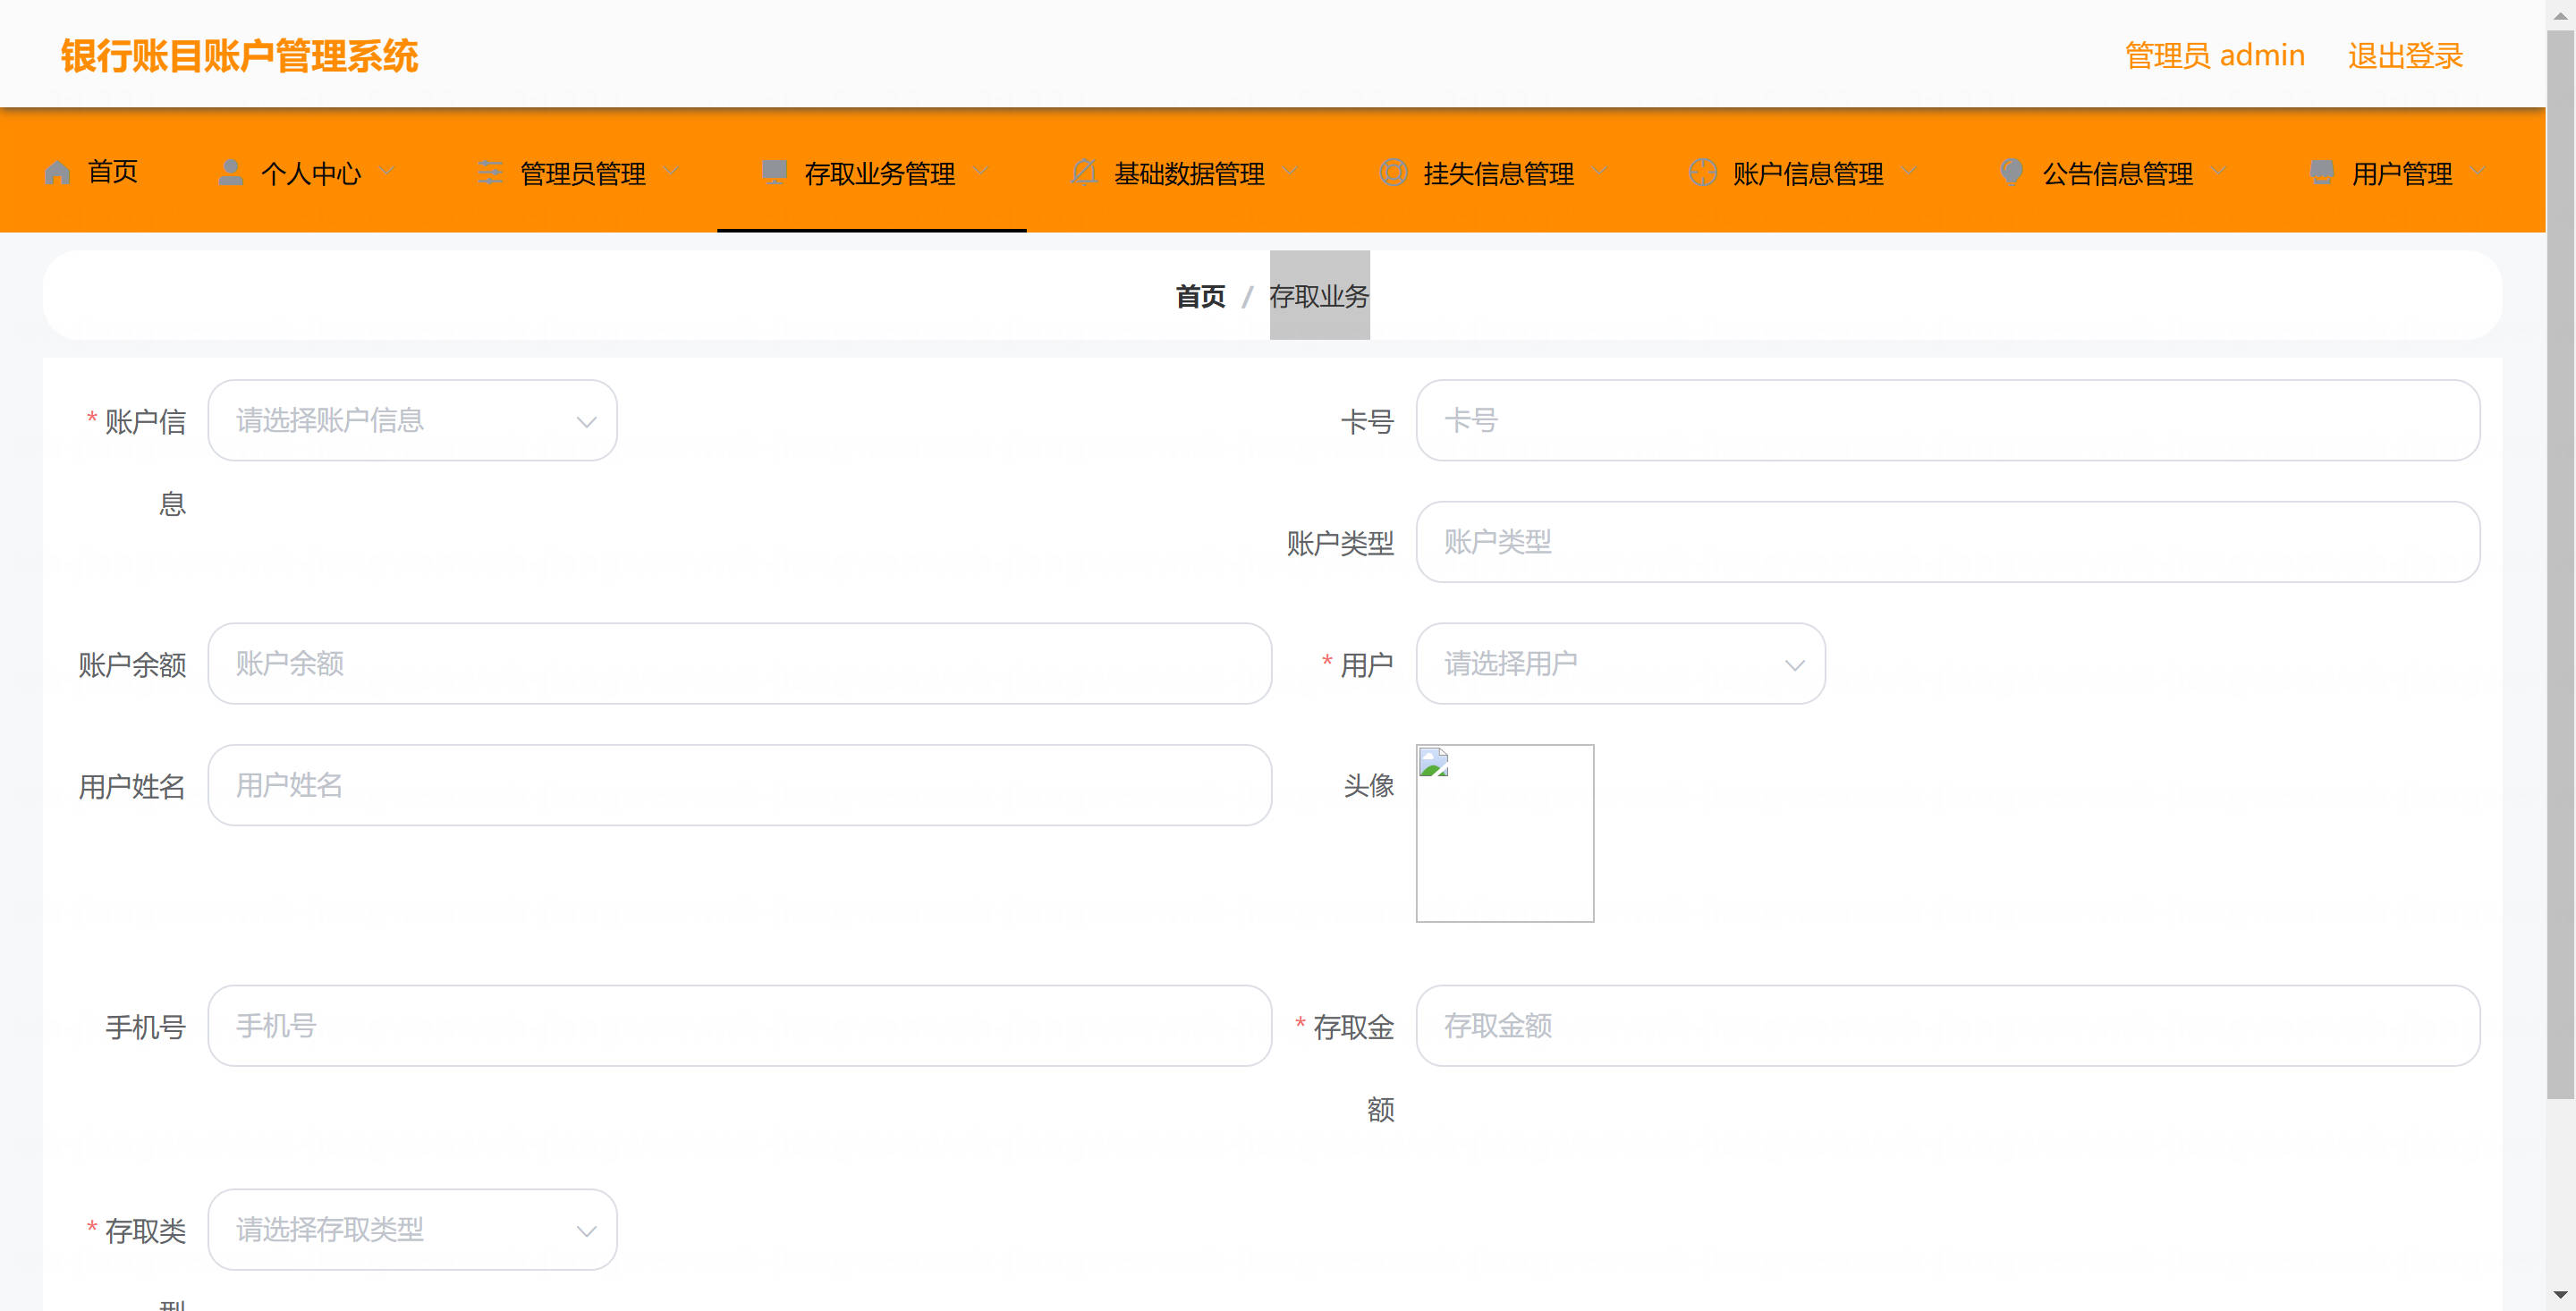 银行账目账户管理系统
管理员 admin 退出登录
首页 个人中心 管理员管理 存取业务管理 基础数据管理 挂失信息管理 账户信息管理 公告信息管理 用户管理
首页 / 存取业务
* 账户信息 请选择账户信息
卡号 卡号
账户类型 账户类型
账户余额 账户余额
* 用户 请选择用户
用户姓名 用户姓名
头像
手机号 手机号
* 存取金额 存取金额
* 存取类型 请选择存取类型